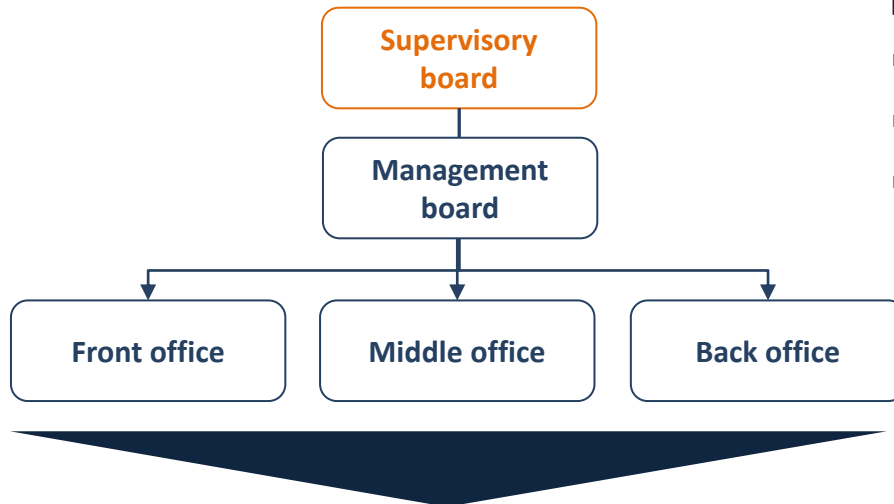 Supervisory
board
Management
board
Front office
Middle office
Back office